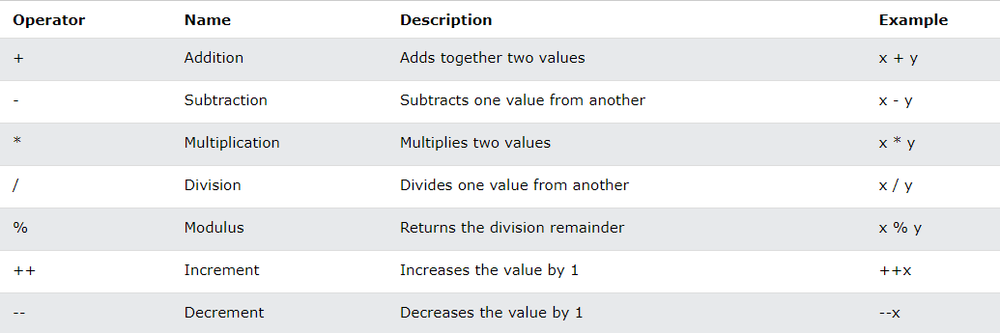 Operator Name Description Example
+ Addition Adds together two values x + y
- Subtraction Subtracts one value from another x - y
* Multiplication Multiplies two values x * y
/ Division Divides one value from another x / y
% Modulus Returns the division remainder x % y
++ Increment Increases the value by 1 ++x
-- Decrement Decreases the value by 1 --x